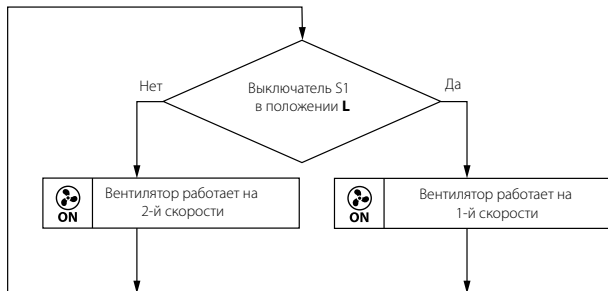 Выключатель S1
в положении L
Нет
Да
ON
Вентилятор работает на
2-й скорости
ON
Вентилятор работает на
1-й скорости